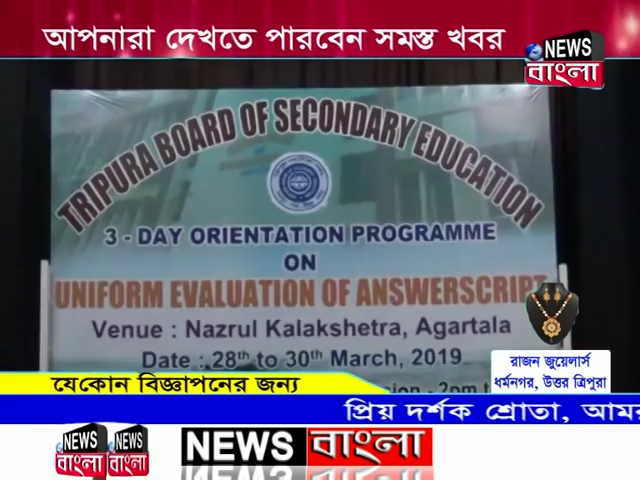 আপনারা দেখতে পারবেন সমস্ত খবর
NEWS
বাংলা
TRIPURA BOARD OF SECONDARY EDUCATION
3 - DAY ORIENTATION PROGRAMME
ON
UNIFORM EVALUATION OF ANSWERSCRIPT
Venue : Nazrul Kalakshetra, Agartala
Date : 28th to 30th March, 2019
- 2pm
রাজন জুয়েলার্স
ধর্মনগর, উত্তর ত্রিপুরা
যেকোন বিজ্ঞাপনের জন্য
প্রিয় দর্শক শ্রোতা,
NEWS
বাংলা
NEWS
বাংলা
NEWS বাংলা